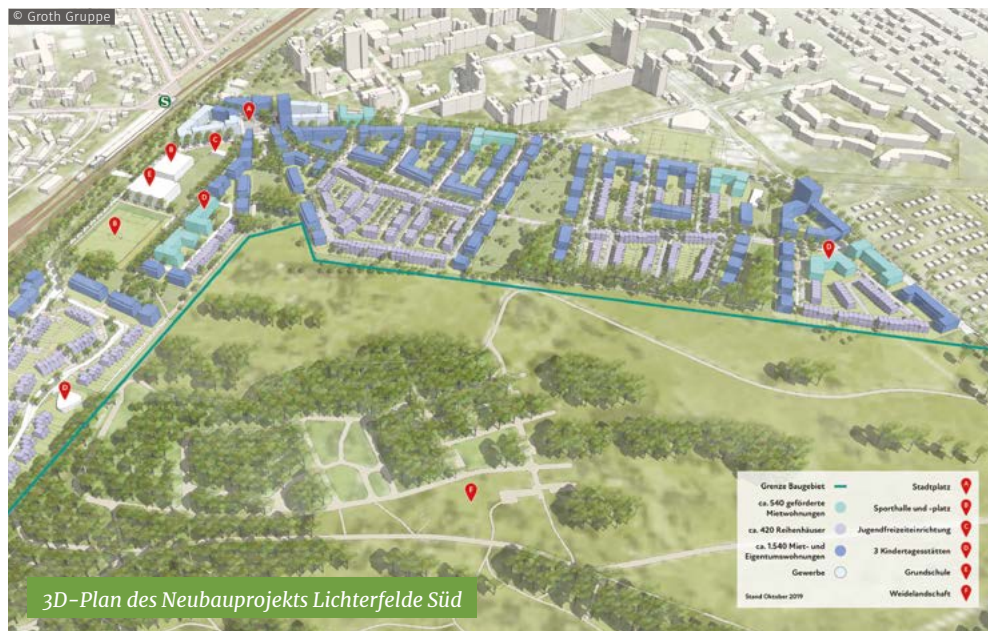 © Groth Gruppe
S
A
B
C
E
D
B
D
D
F
Grenze Baugebiet
ca. 540 geförderte
Mietwohnungen
ca. 420 Reihenhäuser
ca. 1.540 Miet- und
Eigentumswohnungen
Gewerbe
Stand Oktober 2019
Stadtplatz A
Sporthalle und -platz B
Jugendfreizeiteinrichtung C
3 Kindertagesstätten D
Grundschule E
Weidelandschaft F
3D-Plan des Neubauprojekts Lichterfelde Süd